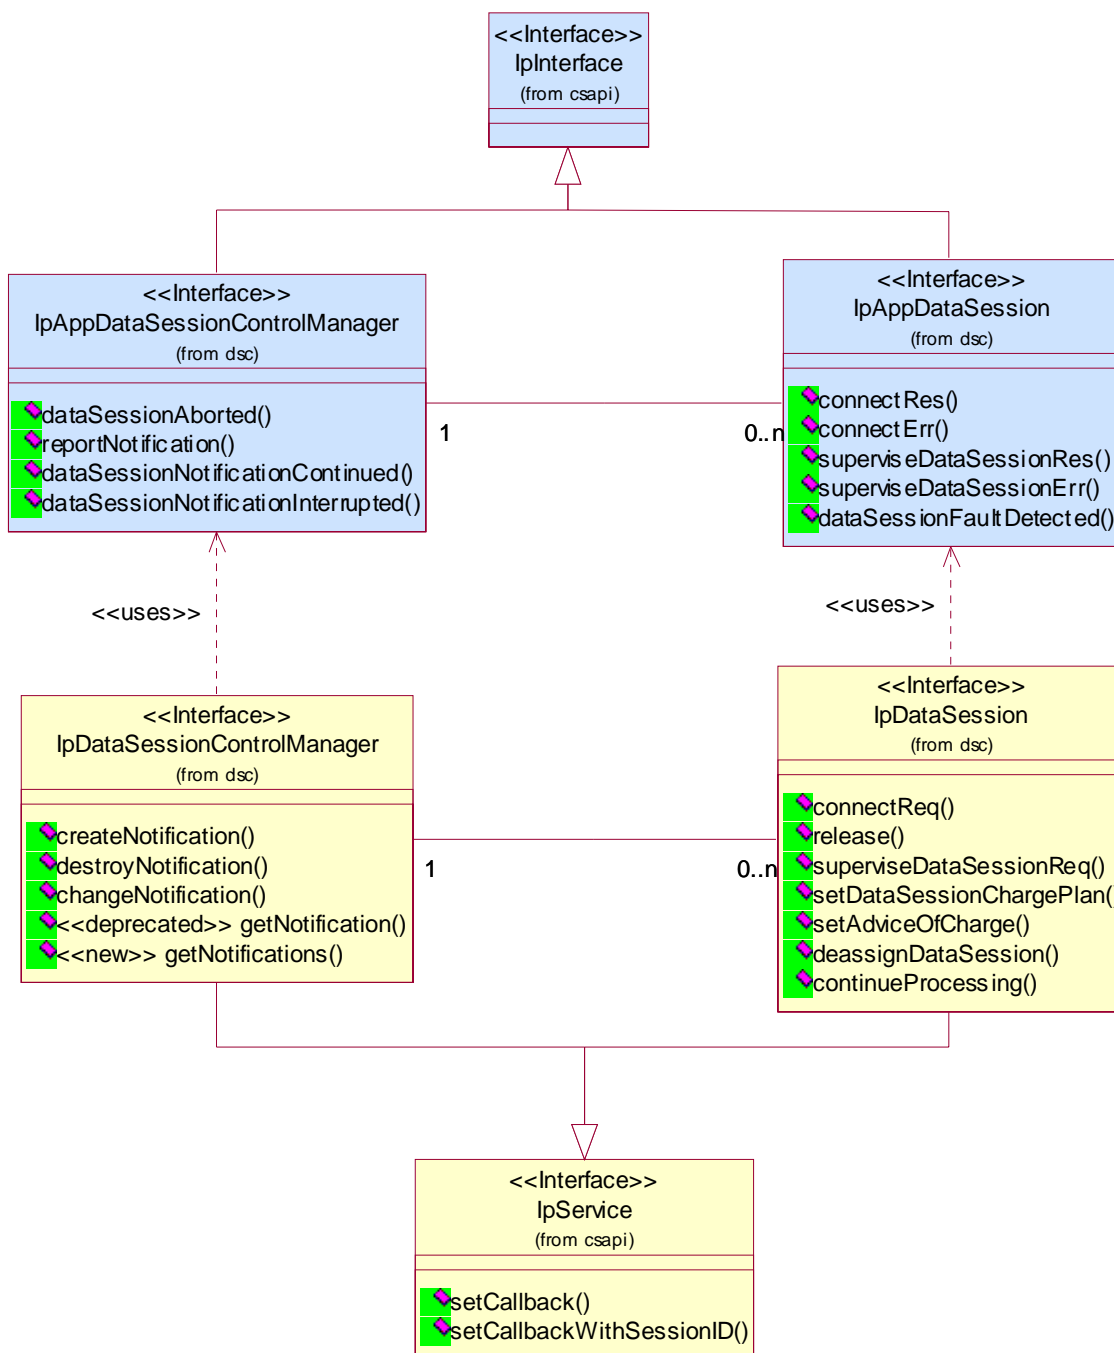 <<Interface>>
IpInterface
(from csapi)
<<Interface>>
IpAppDataSessionControlManager
(from dsc)
dataSessionAborted()
reportNotification()
dataSessionNotificationContinued()
dataSessionNotificationInterrupted()
<<Interface>>
IpAppDataSession
(from dsc)
connectRes()
connectErr()
superviseDataSessionRes()
superviseDataSessionErr()
dataSessionFaultDetected()
1
0..n
<<uses>>
<<uses>>
<<Interface>>
IpDataSessionControlManager
(from dsc)
createNotification()
destroyNotification()
changeNotification()
<<deprecated>> getNotification()
<<new>> getNotifications()
<<Interface>>
IpDataSession
(from dsc)
connectReq()
release()
superviseDataSessionReq()
setDataSessionChargePlan()
setAdviceOfCharge()
deassignDataSession()
continueProcessing()
1
0..n
<<Interface>>
IpService
(from csapi)
setCallback()
setCallbackWithSessionID()